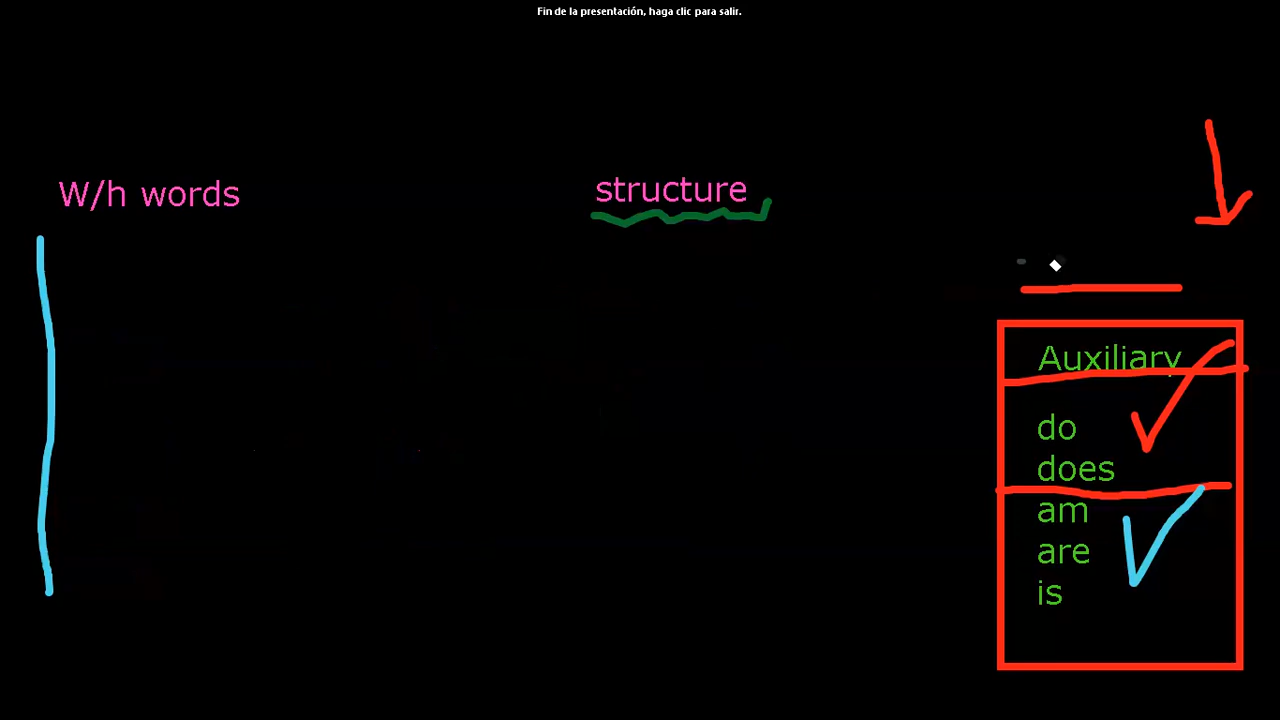 Fin de la presentación, haga clic para salir.
W/h words
structure
Auxiliary
do
does
am
are
is